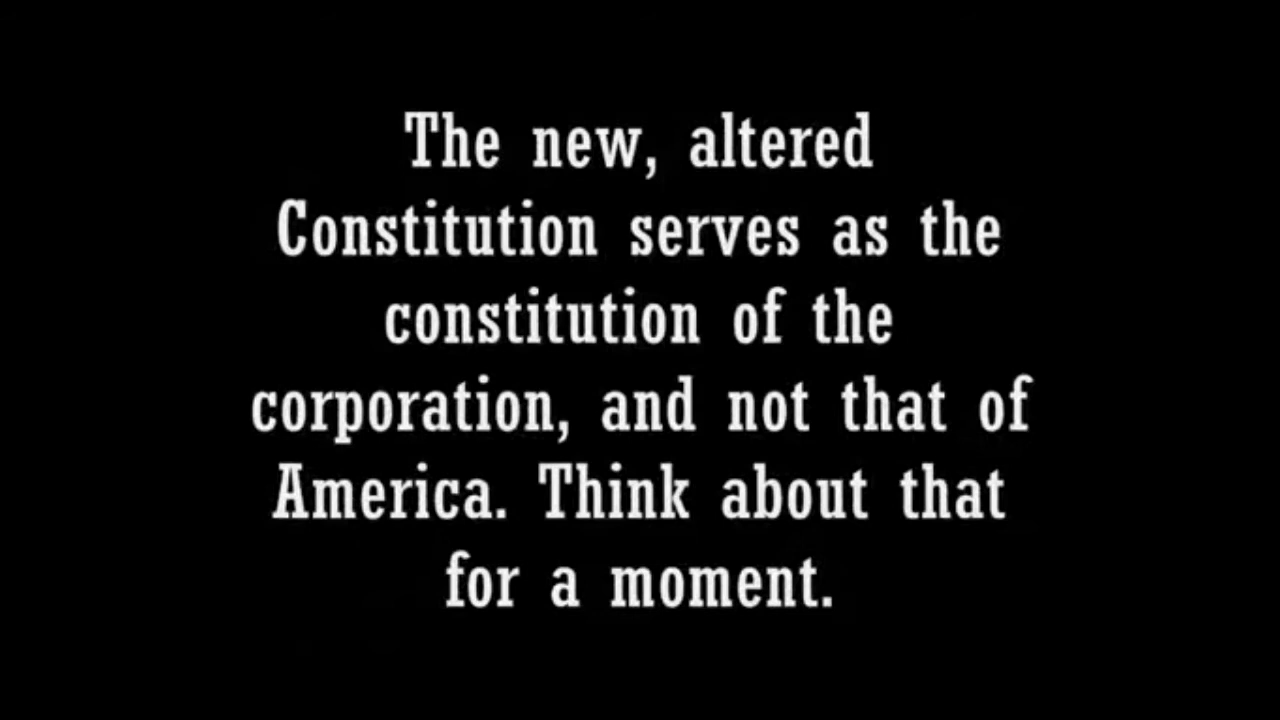 The new, altered
Constitution serves as the
constitution of the
corporation, and not that of
America. Think about that
for a moment.